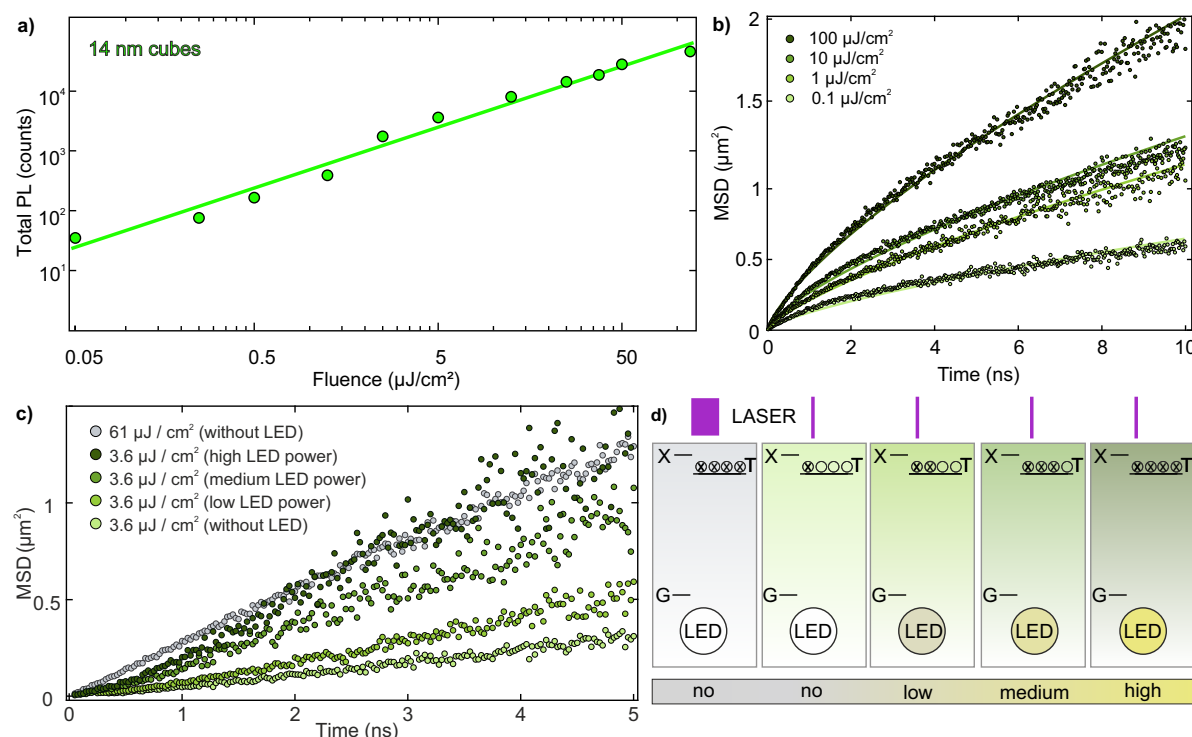 a)
14 nm cubes
Total PL (counts)
10⁴
10³
10²
10¹
0.05
0.5
5
50
Fluence (µJ/cm²)
b)
100 µJ/cm²
10 µJ/cm²
1 µJ/cm²
0.1 µJ/cm²
MSD (µm²)
2
1.5
1
0.5
0
0
2
4
6
8
10
Time (ns)
c)
61 µJ / cm² (without LED)
3.6 µJ / cm² (high LED power)
3.6 µJ / cm² (medium LED power)
3.6 µJ / cm² (low LED power)
3.6 µJ / cm² (without LED)
MSD (µm²)
1
0.5
0
0
1
2
3
4
5
Time (ns)
d)
LASER
X
x x x x T
G
LED
no
X
x T
G
LED
no
X
x x T
G
LED
low
X
x x x T
G
LED
medium
X
x x x x T
G
LED
high